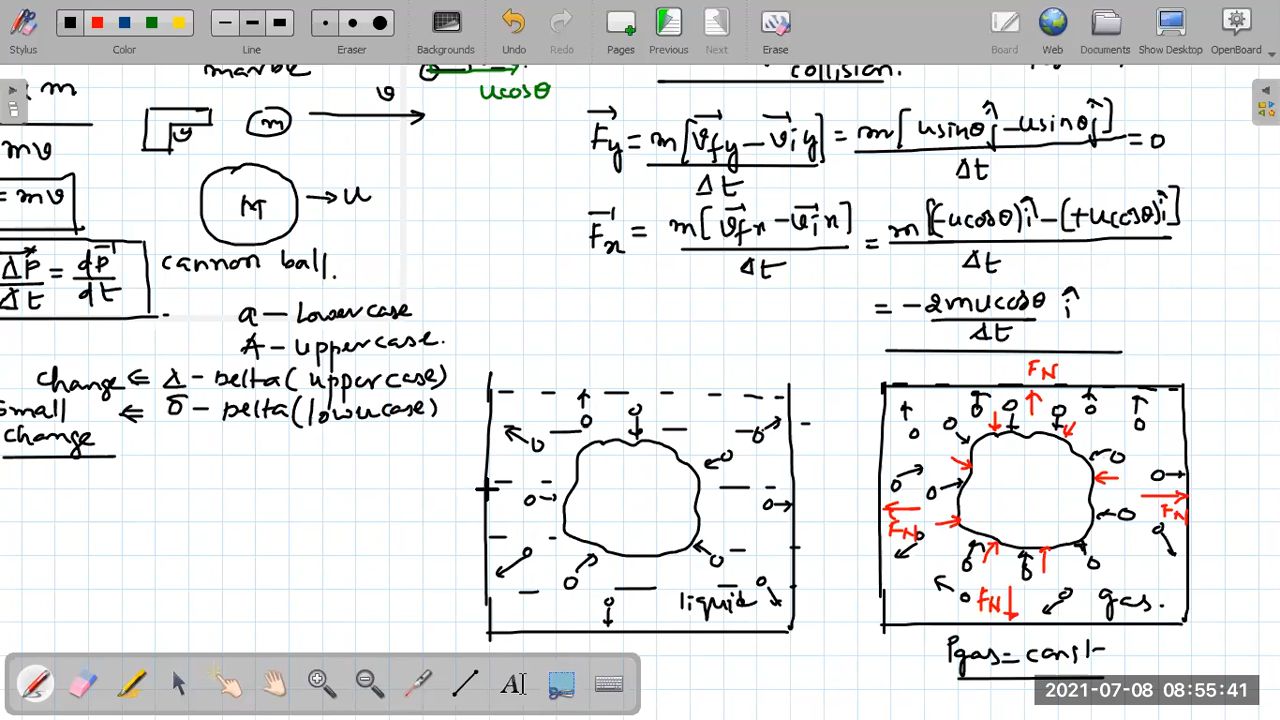 Stylus
Color
Line
Eraser
Backgrounds
Undo
Redo
Pages
Previous
Next
Erase
Board
Web
Documents
Show Desktop
OpenBoard
marble
ucosθ
collision.
m
mv
= mv
Δp/Δt = dp/dt
v
m
v
M → u
cannon ball.
a - Lowercase
A - uppercase.
change ⇐ Δ - Delta (uppercase)
small change ⇐ δ - Delta (lowercase)
F⃗y = m[v⃗fy - v⃗iy]/Δt = m[usinθ ĵ - usinθ ĵ]/Δt = 0
F⃗x = m[v⃗fx - v⃗ix]/Δt = m[(-ucosθ)î - (+ucosθ)î]/Δt
= -2mucosθ/Δt î
liquid
FN
FN
FN
FN
gas.
Pgas = const
2021-07-08 08:55:41